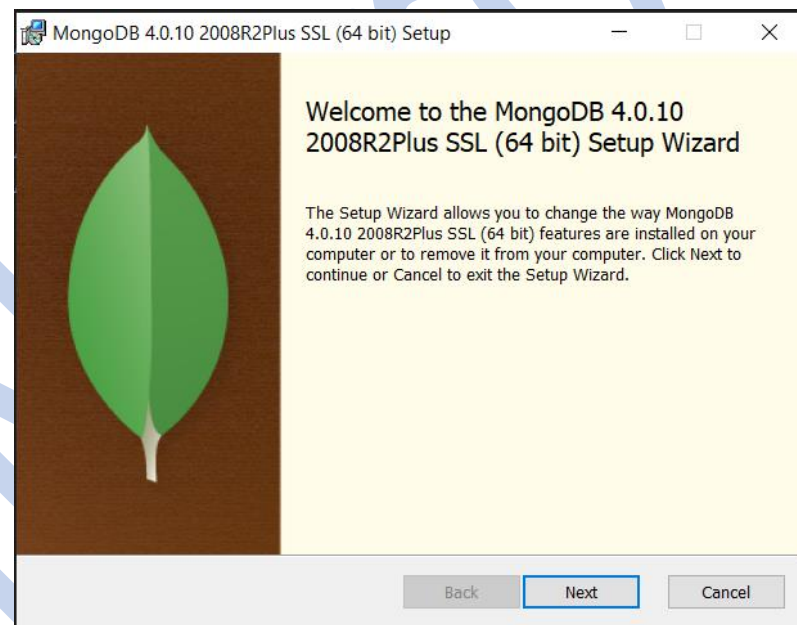 MongoDB 4.0.10 2008R2Plus SSL (64 bit) Setup
Welcome to the MongoDB 4.0.10
2008R2Plus SSL (64 bit) Setup Wizard
The Setup Wizard allows you to change the way MongoDB
4.0.10 2008R2Plus SSL (64 bit) features are installed on your
computer or to remove it from your computer. Click Next to
continue or Cancel to exit the Setup Wizard.
Back Next Cancel